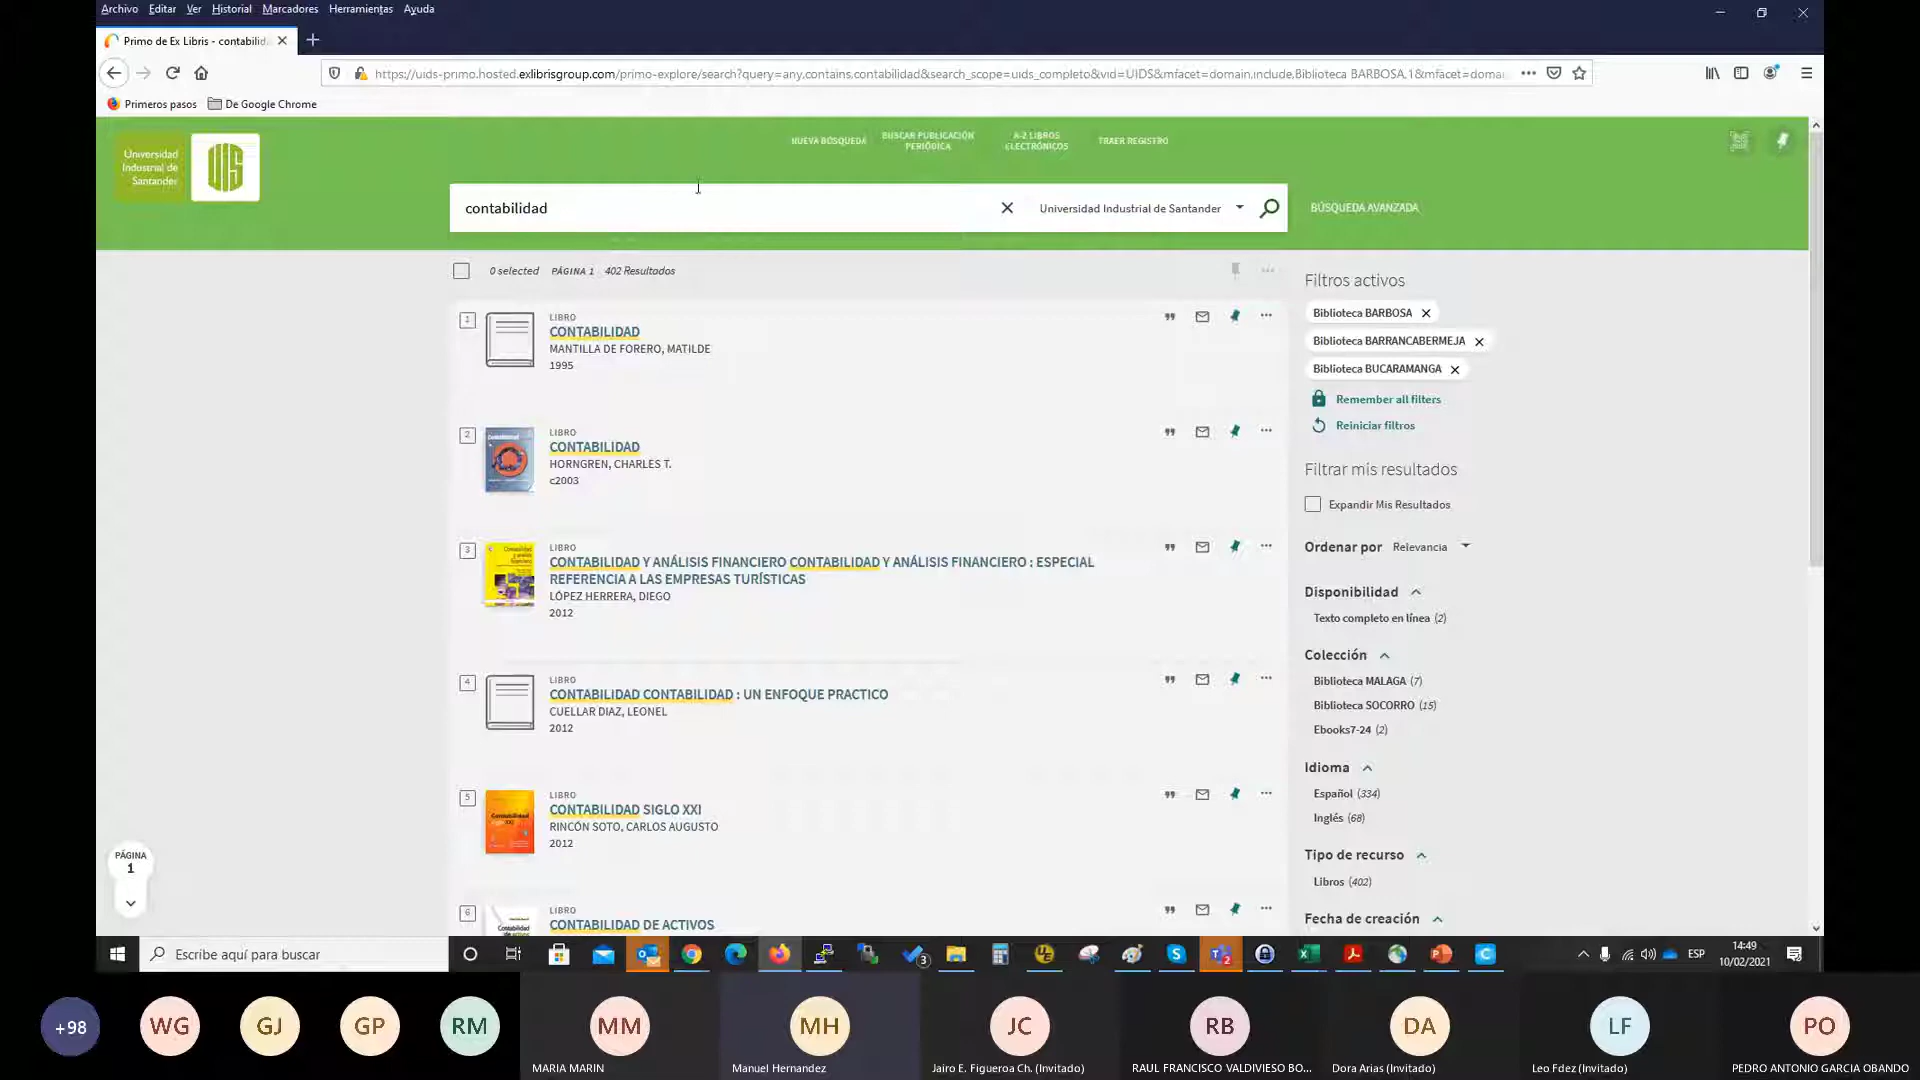 Archivo Editar Ver Historial Marcadores Herramientas Ayuda
Primo de Ex Libris - contabilid
https://uids-primo.hosted.exlibrisgroup.com/primo-explore/search?query=any,contains,contabilidad&search_scope=uids_completo&vid=UIDS&mfacet=domain,include,Biblioteca BARBOSA,1&mfacet=domai
Primeros pasos De Google Chrome
Universidad
Industrial de
Santander
UIS
NUEVA BÚSQUEDA
BUSCAR PUBLICACIÓN
PERIÓDICA
A-Z LIBROS
ELECTRÓNICOS
TRAER REGISTRO
contabilidad
Universidad Industrial de Santander
BÚSQUEDA AVANZADA
0 selected PÁGINA 1 402 Resultados
1
LIBRO
CONTABILIDAD
MANTILLA DE FORERO, MATILDE
1995
2
LIBRO
CONTABILIDAD
HORNGREN, CHARLES T.
c2003
3
LIBRO
CONTABILIDAD Y ANÁLISIS FINANCIERO CONTABILIDAD Y ANÁLISIS FINANCIERO : ESPECIAL
REFERENCIA A LAS EMPRESAS TURÍSTICAS
LÓPEZ HERRERA, DIEGO
2012
4
LIBRO
CONTABILIDAD CONTABILIDAD : UN ENFOQUE PRACTICO
CUELLAR DIAZ, LEONEL
2012
5
LIBRO
CONTABILIDAD SIGLO XXI
RINCÓN SOTO, CARLOS AUGUSTO
2012
6
LIBRO
CONTABILIDAD DE ACTIVOS
Filtros activos
Biblioteca BARBOSA
Biblioteca BARRANCABERMEJA
Biblioteca BUCARAMANGA
Remember all filters
Reiniciar filtros
Filtrar mis resultados
Expandir Mis Resultados
Ordenar por Relevancia
Disponibilidad
Texto completo en línea (2)
Colección
Biblioteca MALAGA (7)
Biblioteca SOCORRO (15)
Ebooks7-24 (2)
Idioma
Español (334)
Inglés (68)
Tipo de recurso
Libros (402)
Fecha de creación
PÁGINA
1
Escribe aquí para buscar
3
2
ESP
14:49
10/02/2021
+98
WG
GJ
GP
RM
MM
MH
JC
RB
DA
LF
PO
MARIA MARIN
Manuel Hernandez
Jairo E. Figueroa Ch. (Invitado)
RAUL FRANCISCO VALDIVIESO BO...
Dora Arias (Invitado)
Leo Fdez (Invitado)
PEDRO ANTONIO GARCIA OBANDO